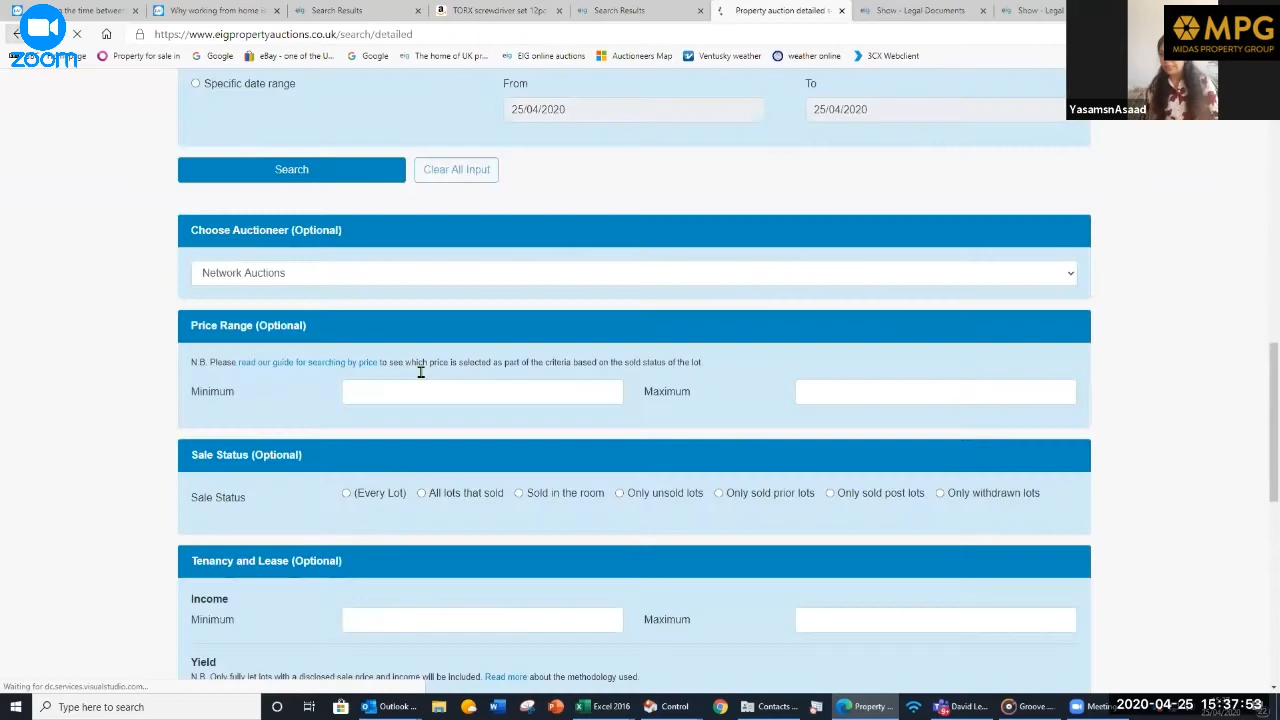 as the time between
Why working from home is
Search Results
TORX screwdriver set 12pc -
Search Results
Property auction detailed
Show - Legal Documents
Show - Legal
MPG
MIDAS PROPERTY GROUP
https://www.eigpropertyauctions.co.uk/search/detailed
zoom
Property for sale in
Google
eBay - one of the U...
Google
The home of the U...
Auctioneers Map
Ventusky weather
weather online
3CX Webclient
Specific date range
From
To
25/04/2020
25/04/2020
YasamsnAsaad
Search
Clear All Input
Choose Auctioneer (Optional)
Network Auctions
Price Range (Optional)
N.B. Please read our guide for searching by price to see which price is selected as part of the criteria based on the sold status of the lot
Minimum
Maximum
Sale Status (Optional)
Sale Status
(Every Lot)
All lots that sold
Sold in the room
Only unsold lots
Only sold prior lots
Only sold post lots
Only withdrawn lots
Tenancy and Lease (Optional)
Income
Minimum
Maximum
Yield
N.B. Only fully let lots with a disclosed sale price and income will be included. Read more about the methodology used.
Waiting for dc.services.visualstudio.com...
Type here to search
Outlook ...
Excel 2016
Control
Contacts ...
Property ...
David Le...
Groove ...
Meeting
2020-04-25 15:37:53
25/04/2020